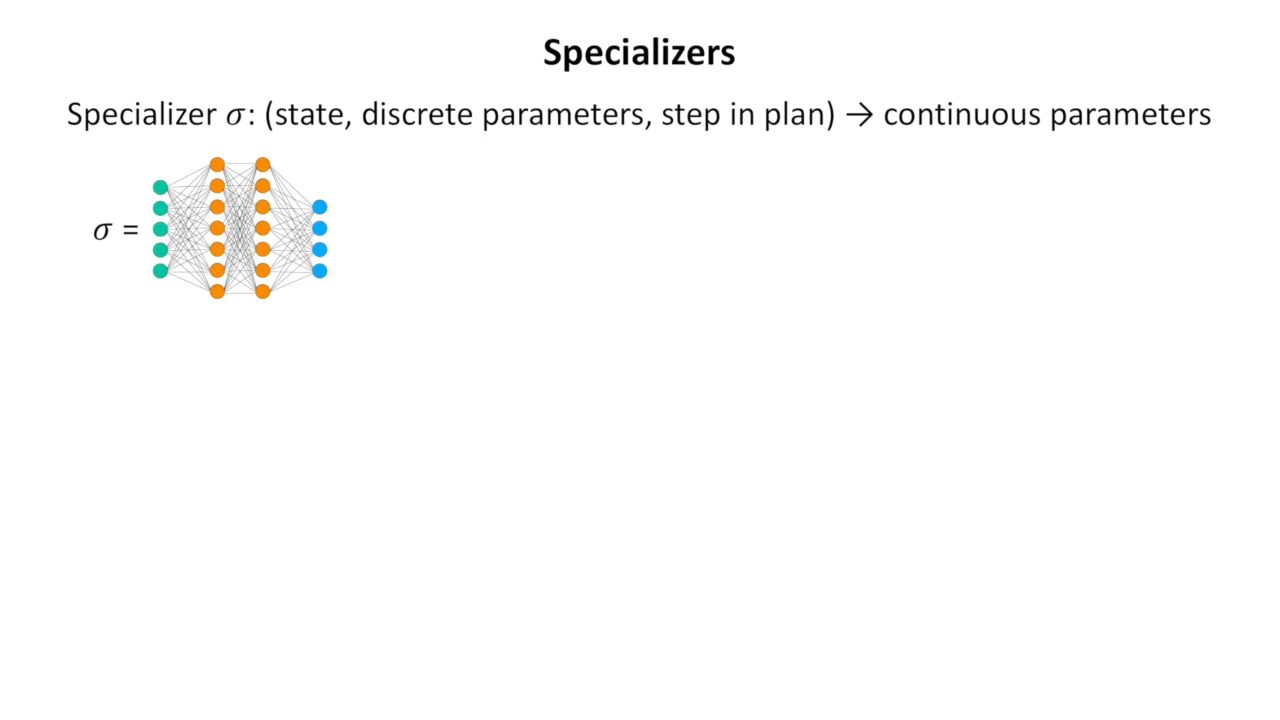 Specializers
Specializer σ: (state, discrete parameters, step in plan) → continuous parameters
σ =